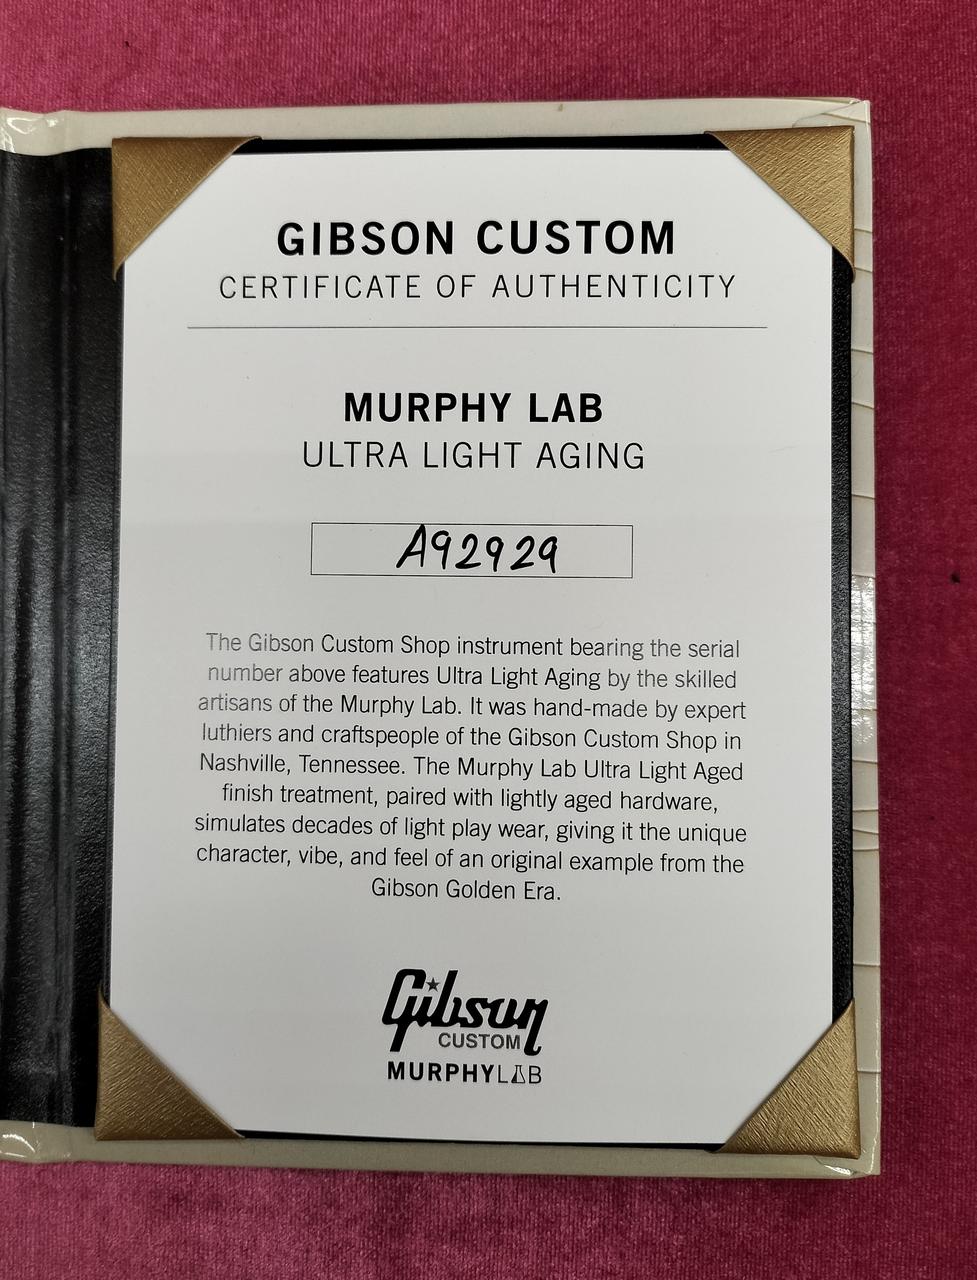 GIBSON CUSTOM
CERTIFICATE OF AUTHENTICITY
MURPHY LAB
ULTRA LIGHT AGING
A92929
The Gibson Custom Shop instrument bearing the serial
number above features Ultra Light Aging by the skilled
artisans of the Murphy Lab. It was hand-made by expert
luthiers and craftspeople of the Gibson Custom Shop in
Nashville, Tennessee. The Murphy Lab Ultra Light Aged
finish treatment, paired with lightly aged hardware,
simulates decades of light play wear, giving it the unique
character, vibe, and feel of an original example from the
Gibson Golden Era.
Gibson
CUSTOM
MURPHYLAB